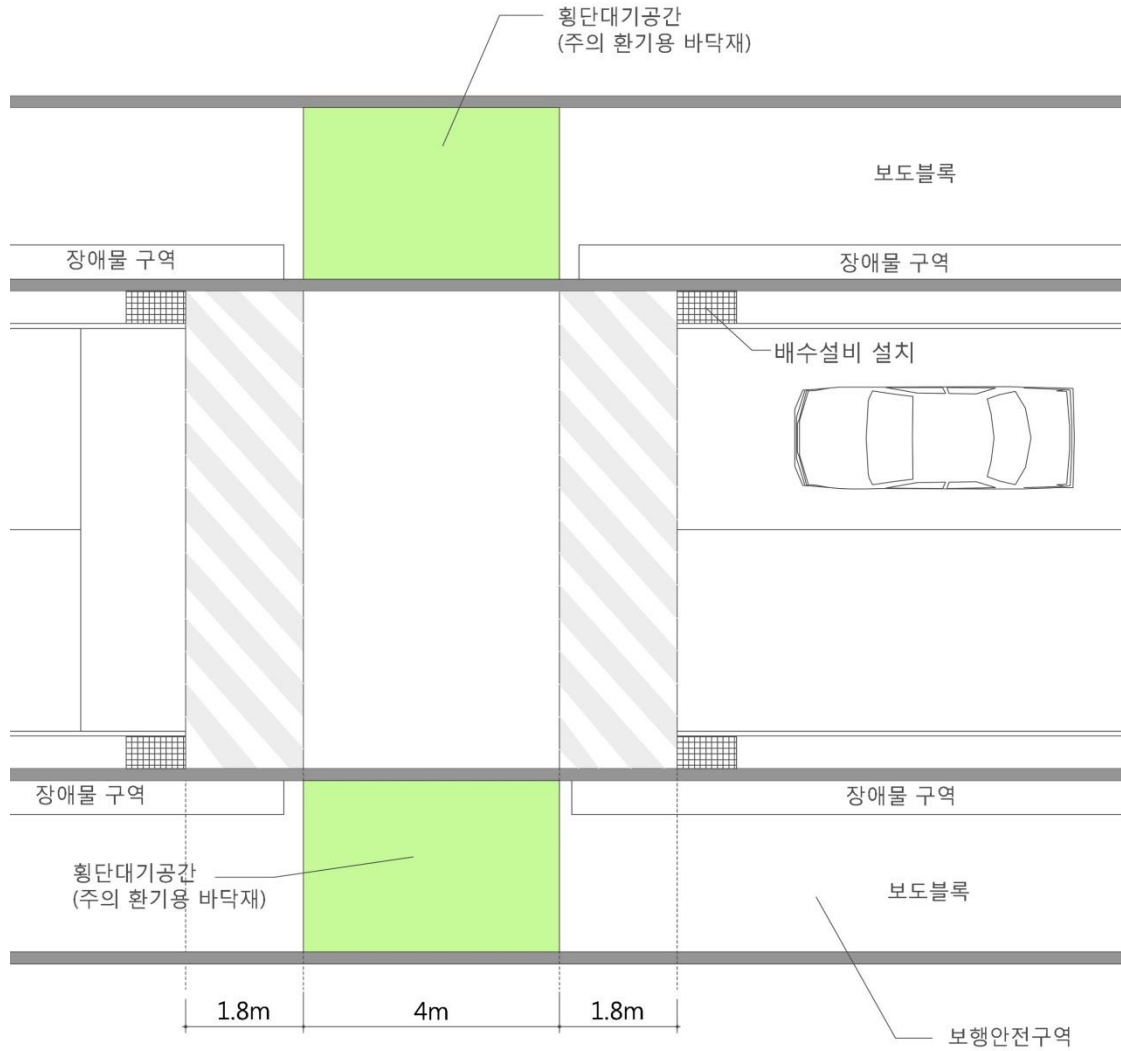 횡단대기공간
(주의 환기용 바닥재)
보도블록
장애물 구역
장애물 구역
배수설비 설치
장애물 구역
장애물 구역
횡단대기공간
(주의 환기용 바닥재)
보도블록
1.8m
4m
1.8m
보행안전구역